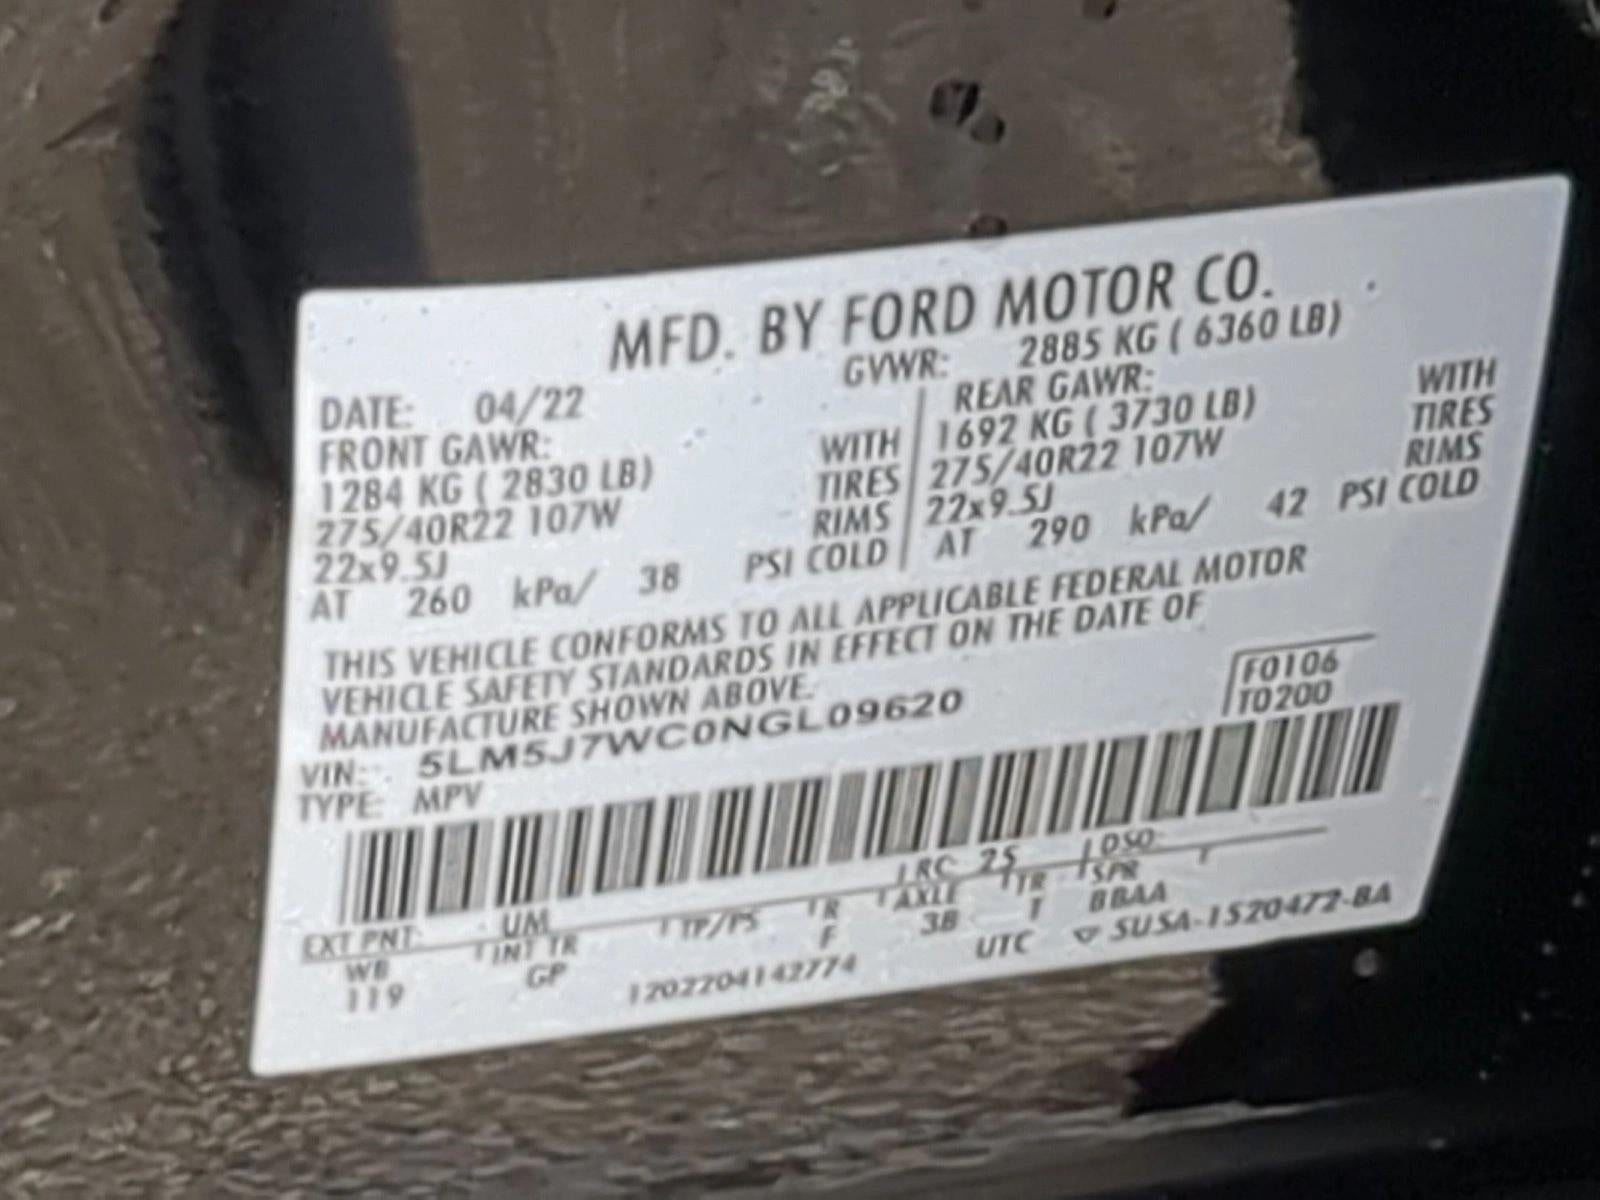 MFD. BY FORD MOTOR CO.
DATE: 04/22 GVWR: 2885 KG ( 6360 LB)
FRONT GAWR: REAR GAWR:
1284 KG ( 2830 LB) WITH 1692 KG ( 3730 LB) WITH
275/40R22 107W TIRES 275/40R22 107W TIRES
22x9.5J RIMS 22x9.5J RIMS
AT 260 kPa/ 38 PSI COLD AT 290 kPa/ 42 PSI COLD
THIS VEHICLE CONFORMS TO ALL APPLICABLE FEDERAL MOTOR
VEHICLE SAFETY STANDARDS IN EFFECT ON THE DATE OF
MANUFACTURE SHOWN ABOVE.
VIN: 5LM5J7WC0NGL09620 F0106
TYPE: MPV T0200
EXT PNT: UM RC 25 DSO:
WB INT TR TP/PS R AXLE TR SPR
119 GP F 3B T BBAA
1202204142774 UTC ▽ 5U5A-1520472-BA